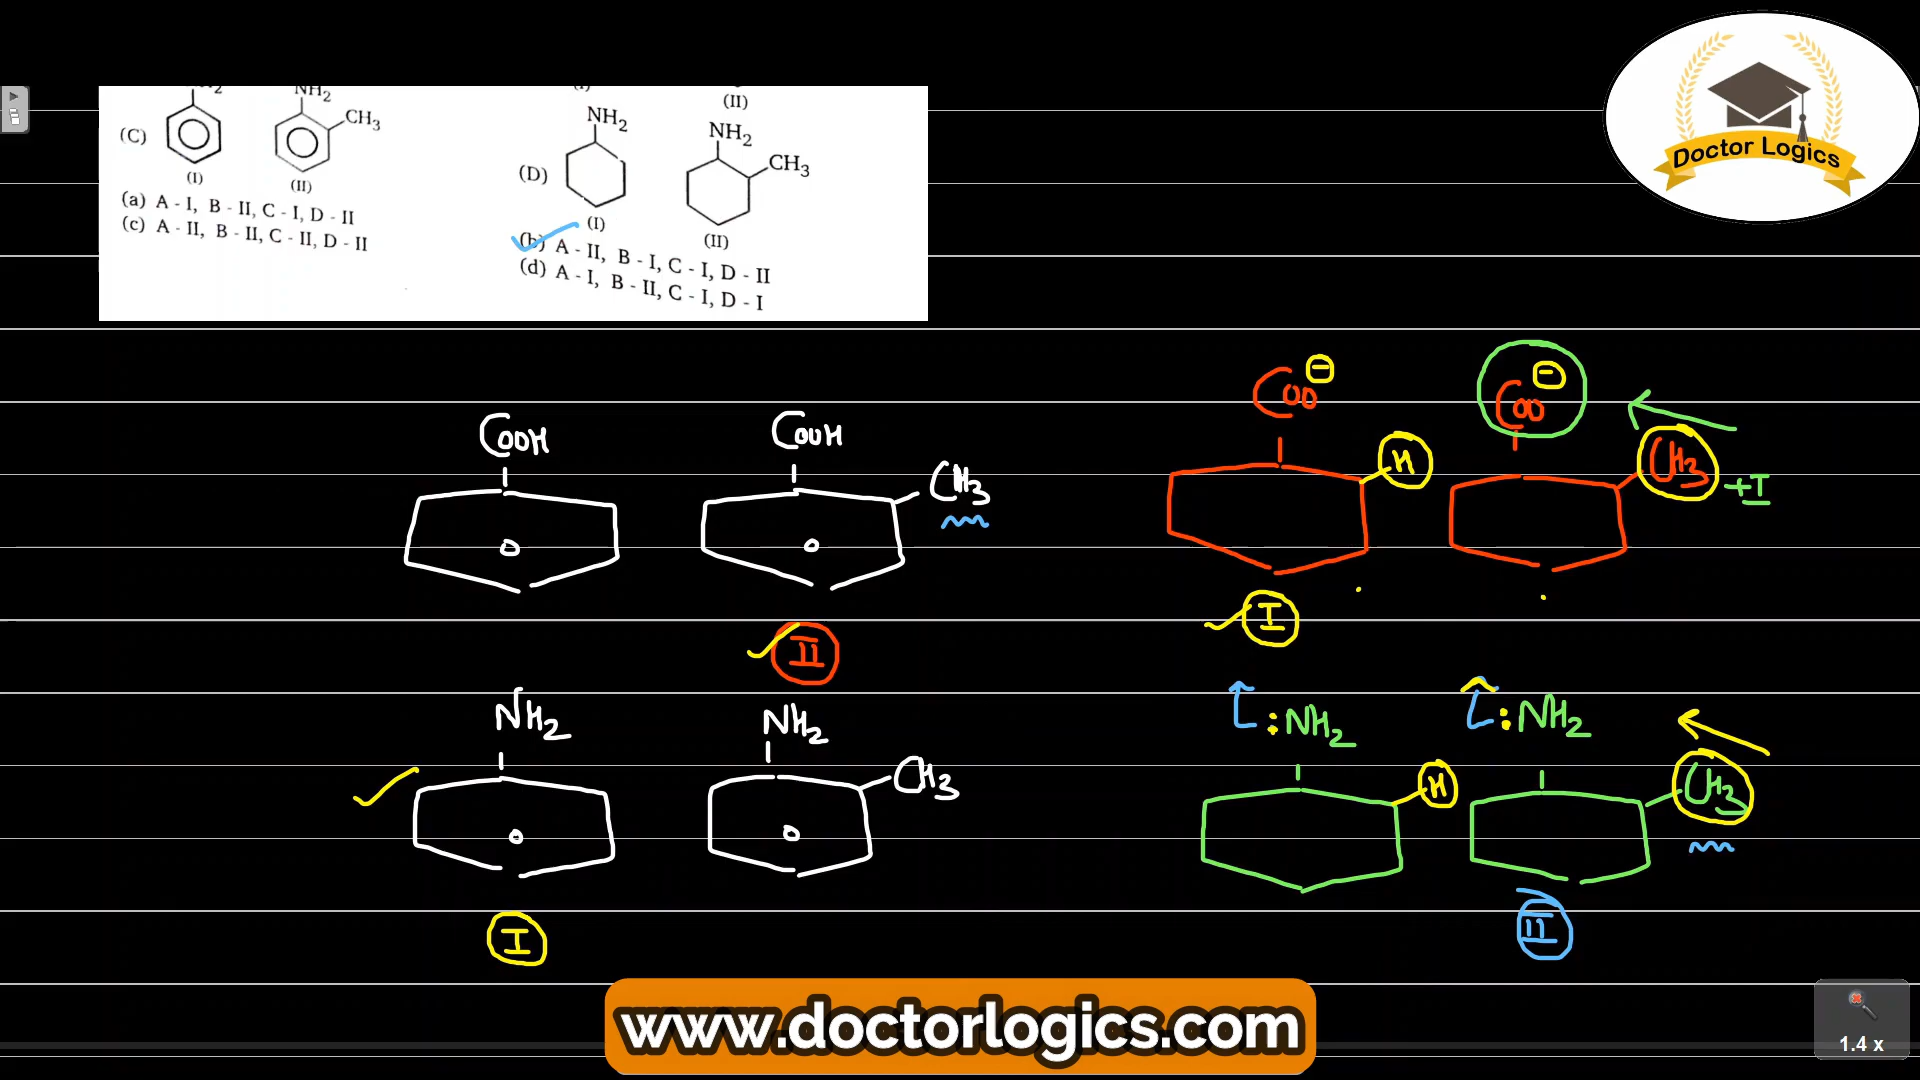 Doctor Logics
(C)
NH2
CH3
(I)
(II)
(II)
(D)
NH2
NH2
CH3
(I)
(II)
(a) A - I, B - II, C - I, D - II
(c) A - II, B - II, C - II, D - II
(b) A - II, B - I, C - I, D - II
(d) A - I, B - II, C - I, D - I
COOH
COOH
CH3
II
COO ⊖
COO ⊖
H
CH3
+I
I
NH2
NH2
CH3
I
:NH2
:NH2
H
CH3
II
www.doctorlogics.com
1.4 x